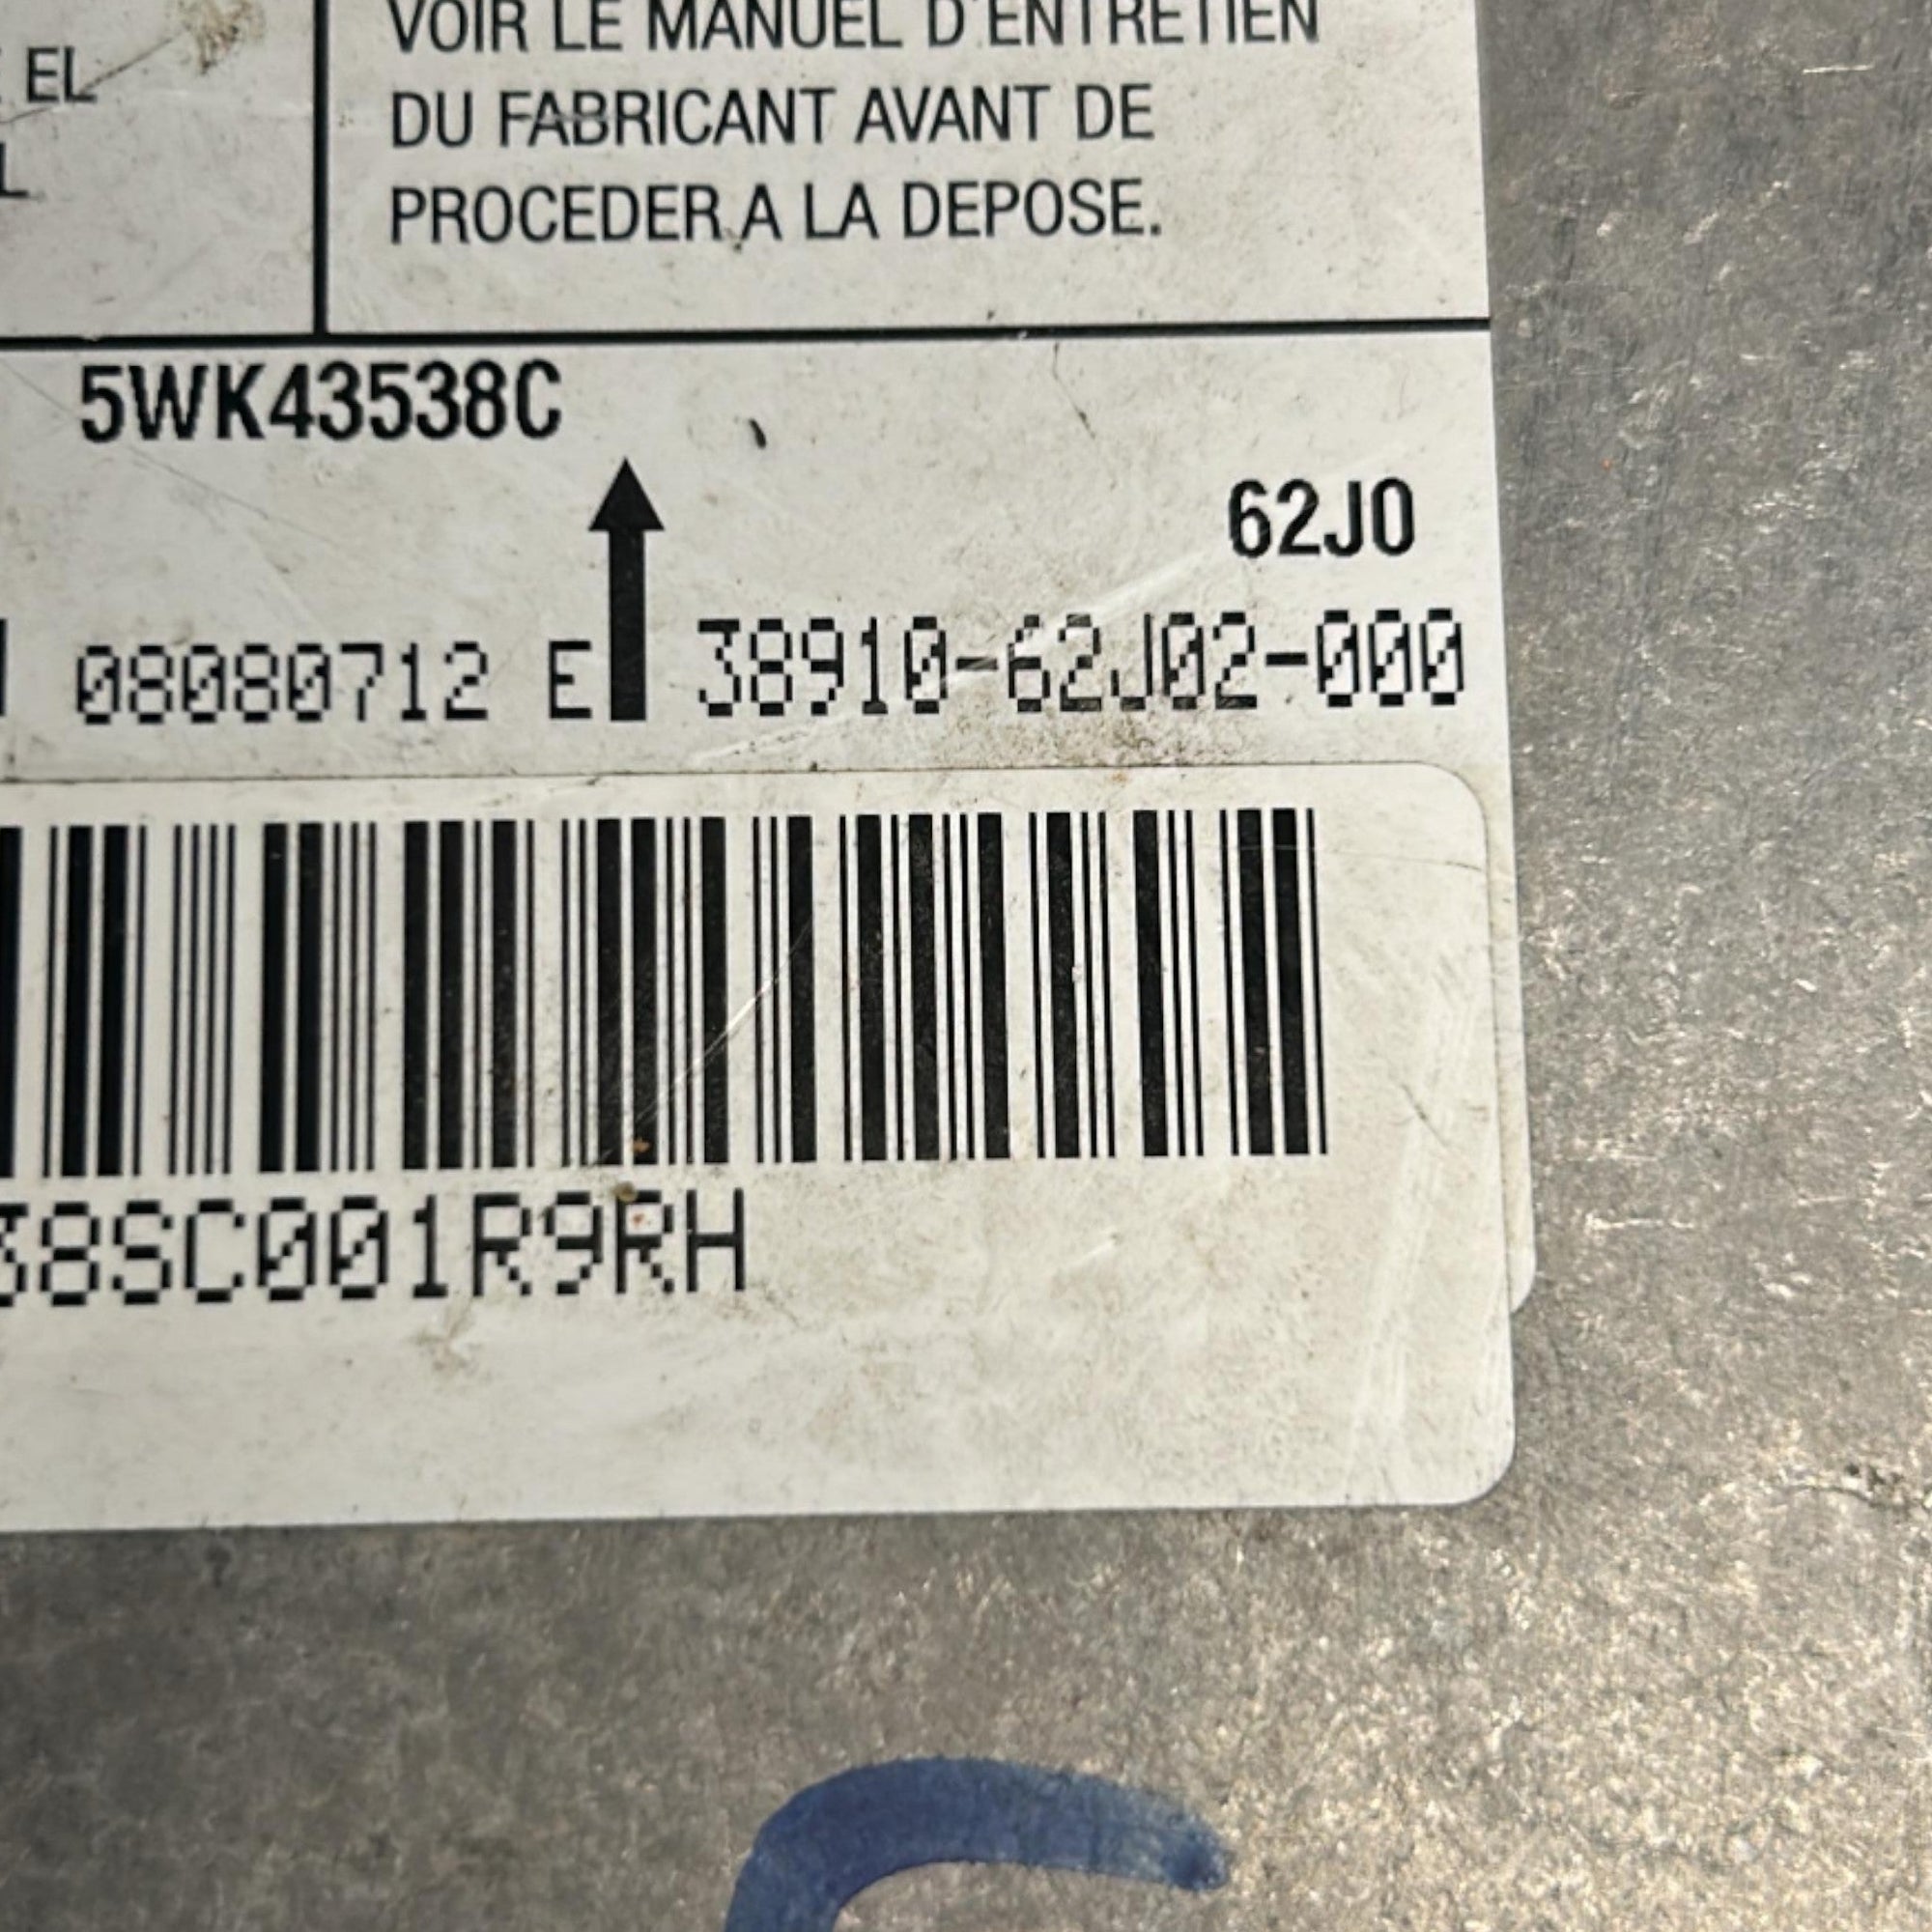 EL
L
VOIR LE MANUEL D'ENTRETIEN
DU FABRICANT AVANT DE
PROCEDER A LA DEPOSE.
5WK43538C
62J0
08080712 E 38910-62J02-000
38SC001R9RH